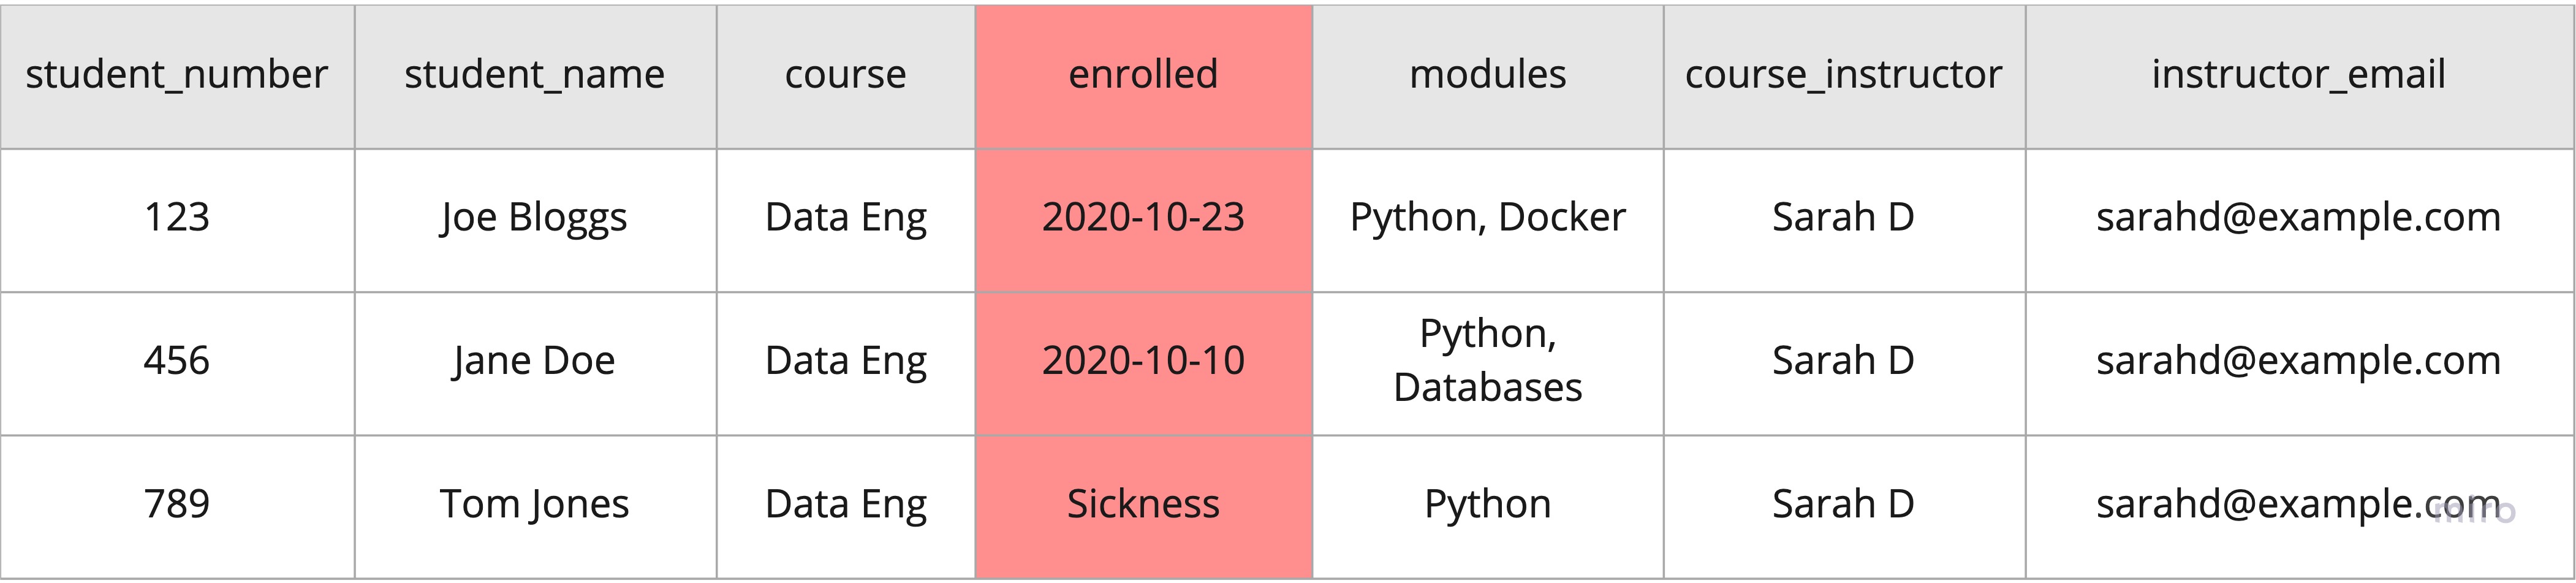 student_number student_name course enrolled modules course_instructor instructor_email
123 Joe Bloggs Data Eng 2020-10-23 Python, Docker Sarah D sarahd@example.com
456 Jane Doe Data Eng 2020-10-10 Python,
Databases Sarah D sarahd@example.com
789 Tom Jones Data Eng Sickness Python Sarah D sarahd@example.com
miro